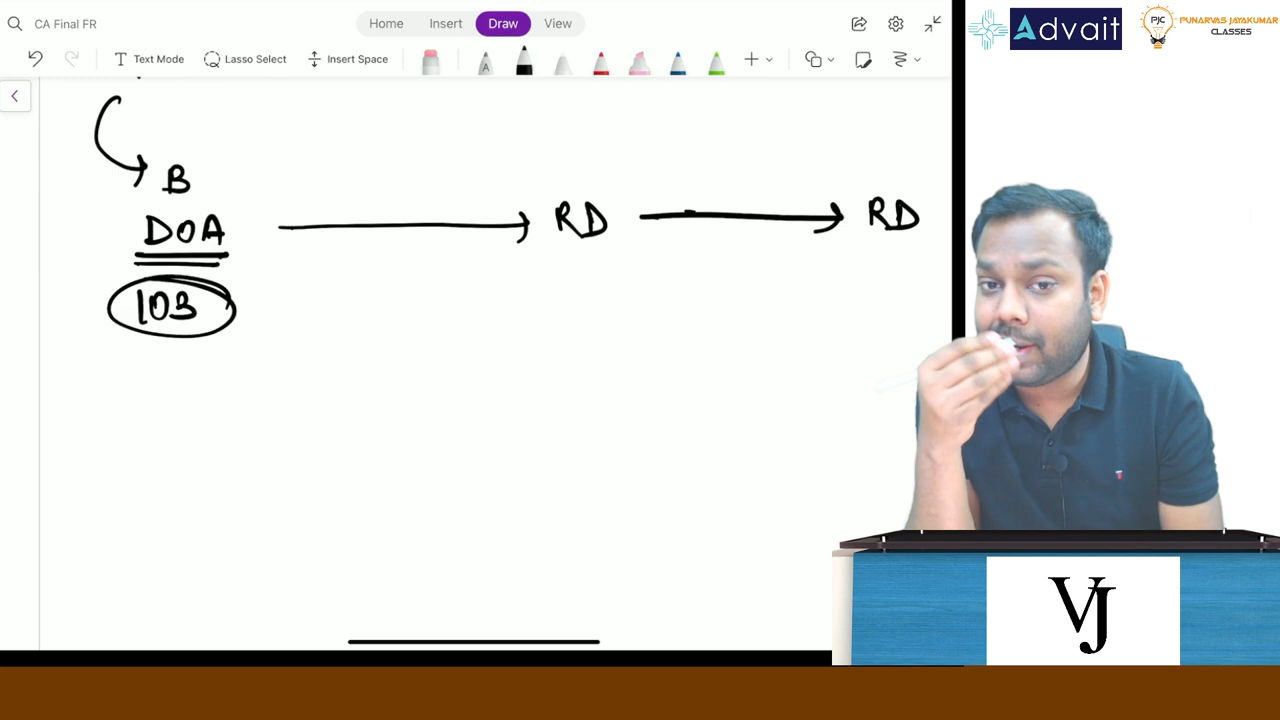 CA Final FR
Home Insert Draw View
Text Mode Lasso Select Insert Space
A
B
DOA RD RD
103
Advait
PJC
PUNARVAS JAYAKUMAR
CLASSES
VJ